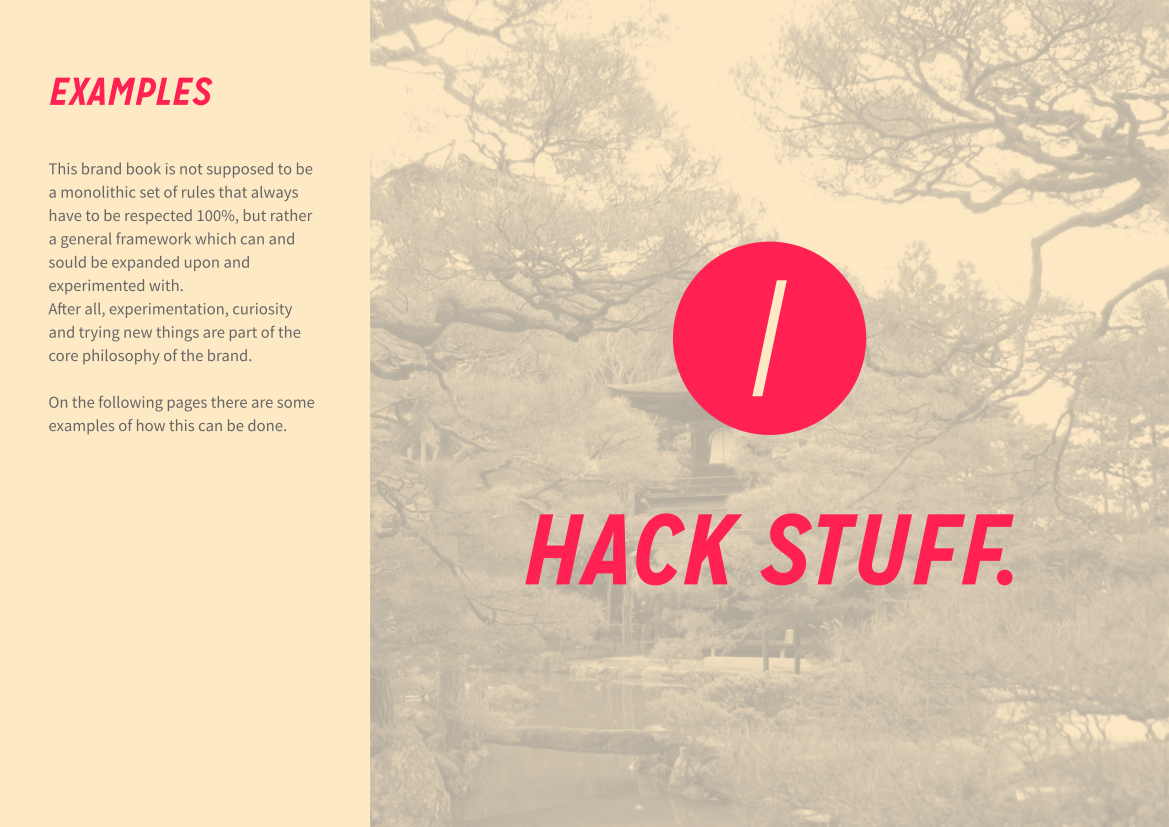 EXAMPLES
This brand book is not supposed to be
a monolithic set of rules that always
have to be respected 100%, but rather
a general framework which can and
sould be expanded upon and
experimented with.
After all, experimentation, curiosity
and trying new things are part of the
core philosophy of the brand.
On the following pages there are some
examples of how this can be done.
/
HACK STUFF.